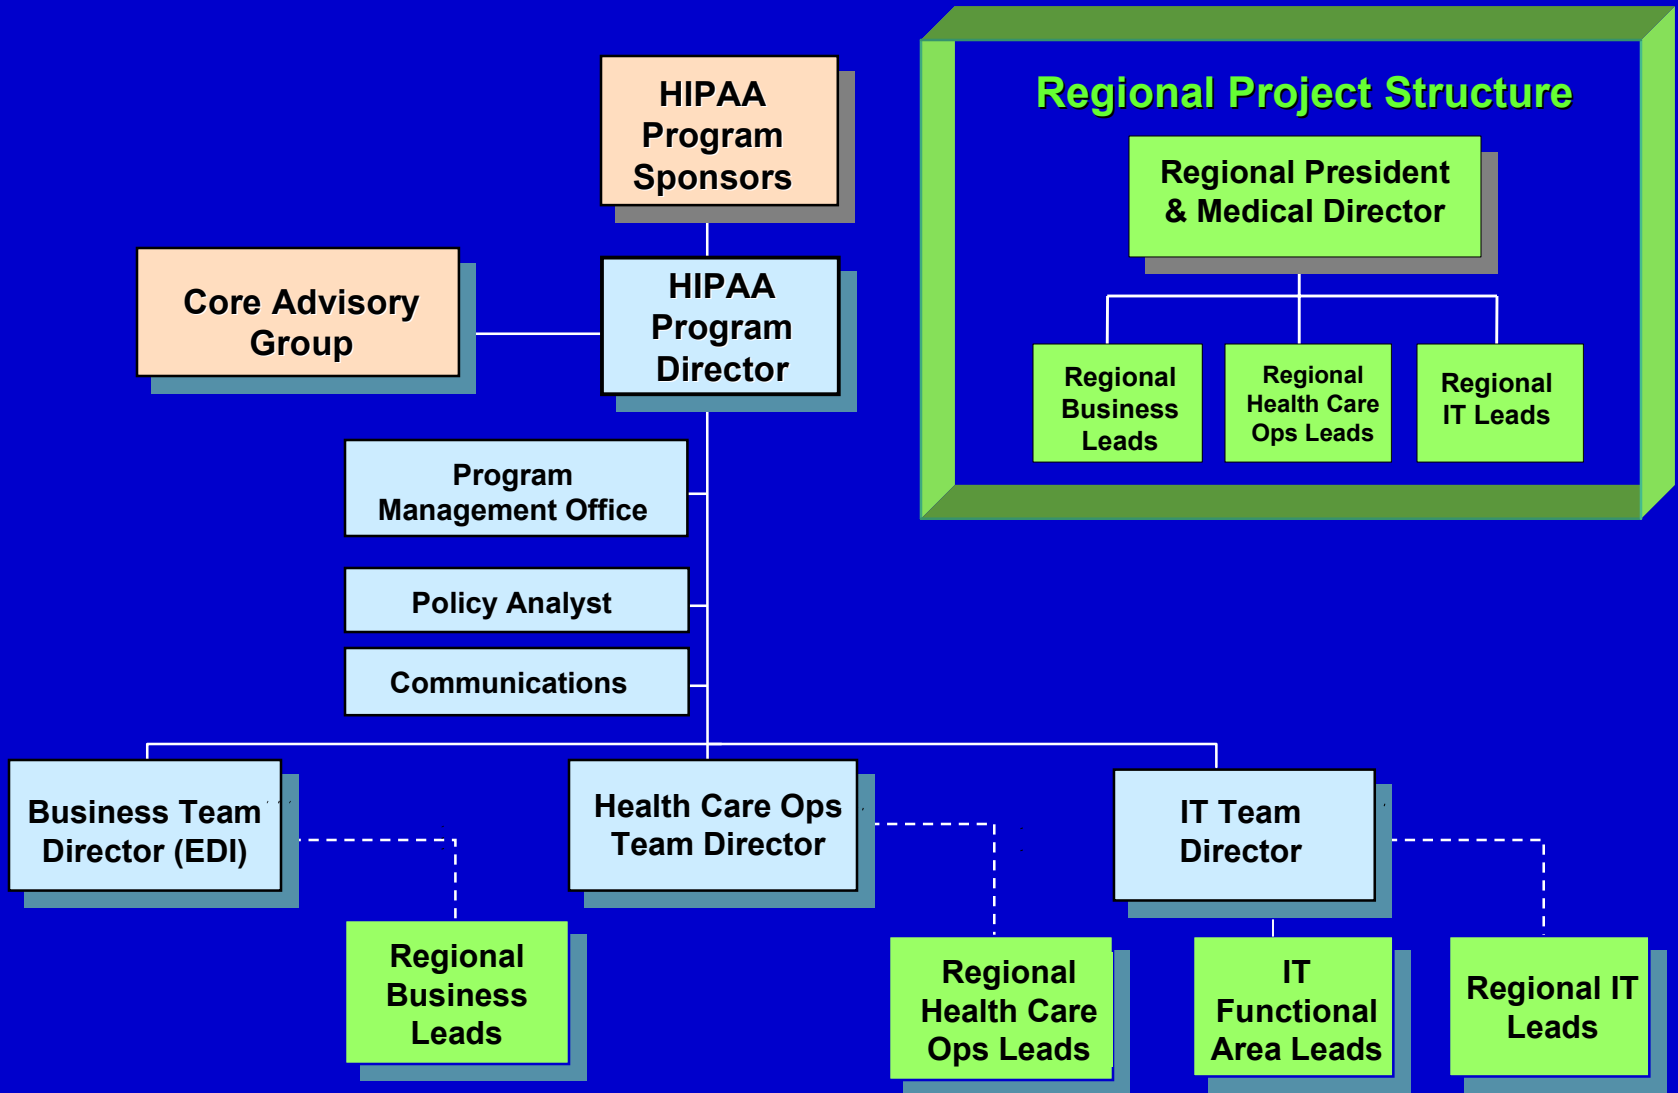 HIPAA
Program
Sponsors
Core Advisory
Group
HIPAA
Program
Director
Regional Project Structure
Regional President
& Medical Director
Regional
Business
Leads
Regional
Health Care
Ops Leads
Regional
IT Leads
Program
Management Office
Policy Analyst
Communications
Business Team
Director (EDI)
Health Care Ops
Team Director
IT Team
Director
Regional
Business
Leads
Regional
Health Care
Ops Leads
IT
Functional
Area Leads
Regional IT
Leads